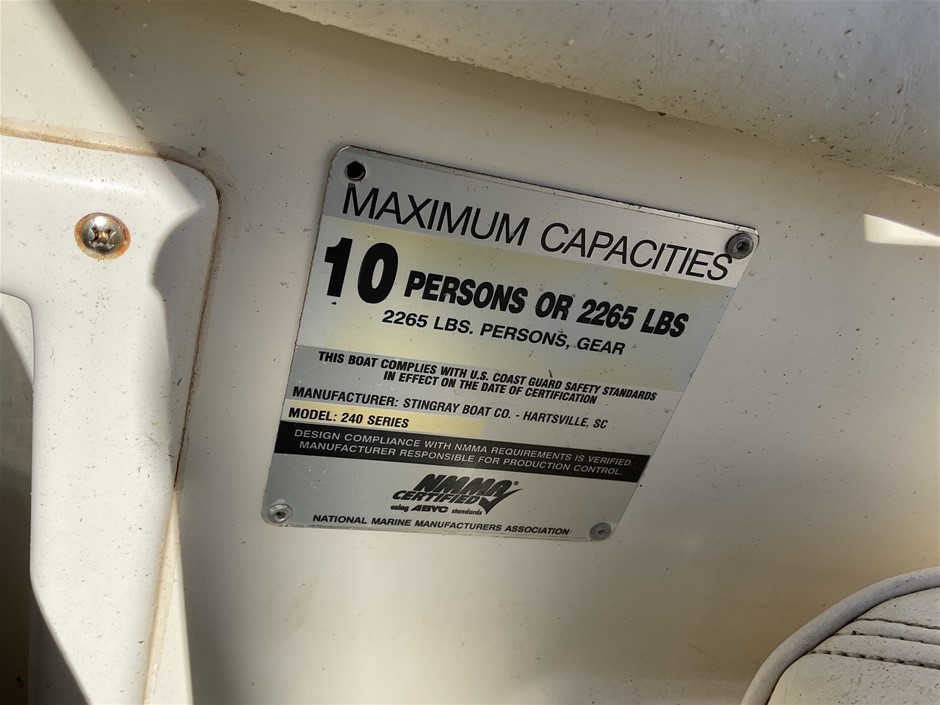 MAXIMUM CAPACITIES
10 PERSONS OR 2265 LBS
2265 LBS. PERSONS, GEAR
THIS BOAT COMPLIES WITH U.S. COAST GUARD SAFETY STANDARDS
IN EFFECT ON THE DATE OF CERTIFICATION
MANUFACTURER: STINGRAY BOAT CO. - HARTSVILLE, SC
MODEL: 240 SERIES
DESIGN COMPLIANCE WITH NMMA REQUIREMENTS IS VERIFIED.
MANUFACTURER RESPONSIBLE FOR PRODUCTION CONTROL.
NMMA®
CERTIFIED
using ABYC standards
NATIONAL MARINE MANUFACTURERS ASSOCIATION